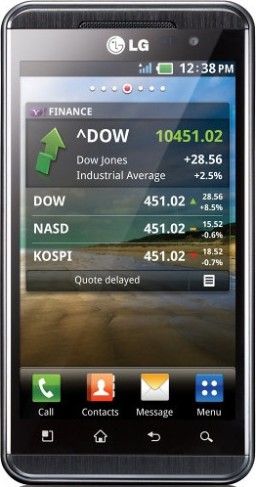 LG
12:38 PM
Y! FINANCE
^DOW 10451.02
Dow Jones +28.56
Industrial Average +2.5%
DOW 451.02 28.56
+8.5%
NASD 451.02 15.52
-0.6%
KOSPI 451.02 18.52
-0.7%
Quote delayed
Call Contacts Message Menu